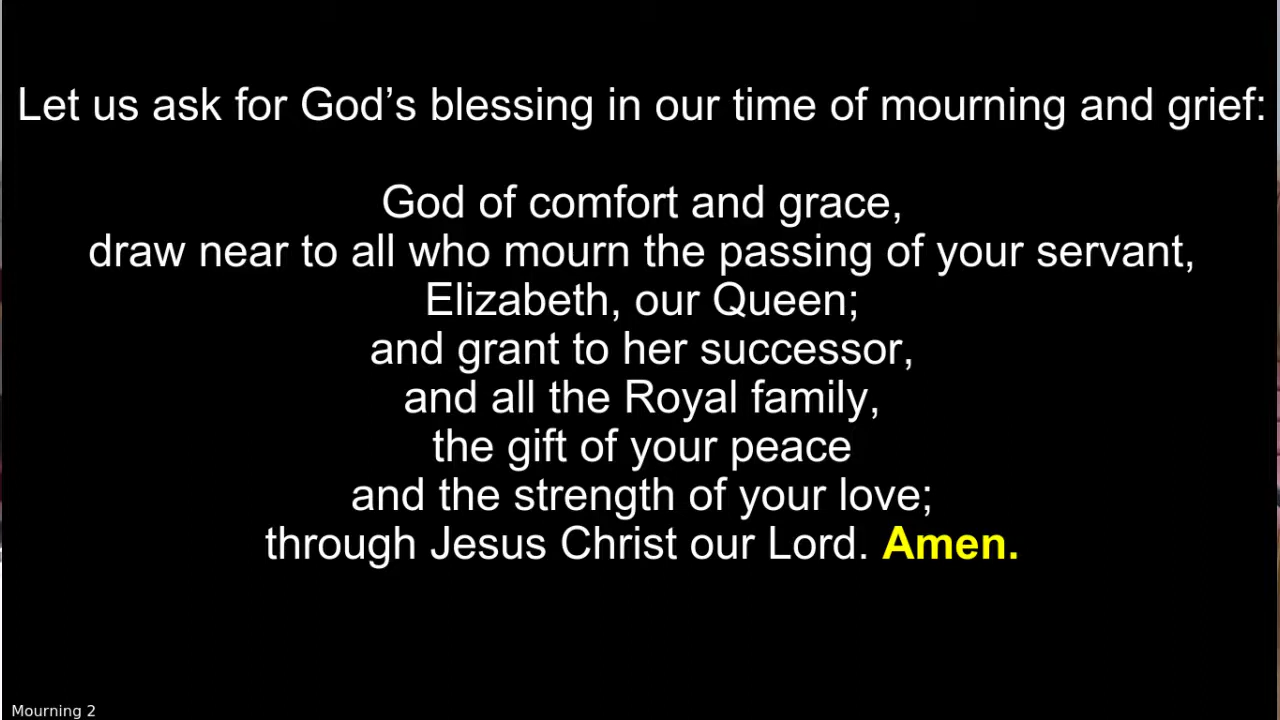 Let us ask for God’s blessing in our time of mourning and grief:
God of comfort and grace,
draw near to all who mourn the passing of your servant,
Elizabeth, our Queen;
and grant to her successor,
and all the Royal family,
the gift of your peace
and the strength of your love;
through Jesus Christ our Lord. Amen.
Mourning 2